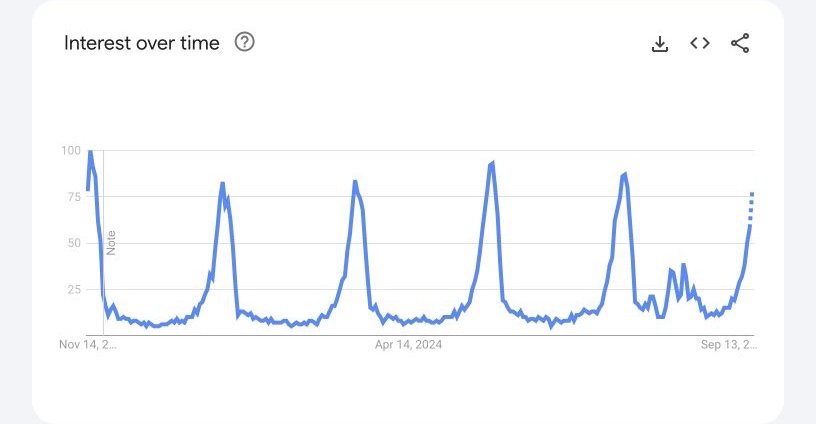 Interest over time
100
75
50
25
Note
Nov 14, 2...
Apr 14, 2024
Sep 13, 2...